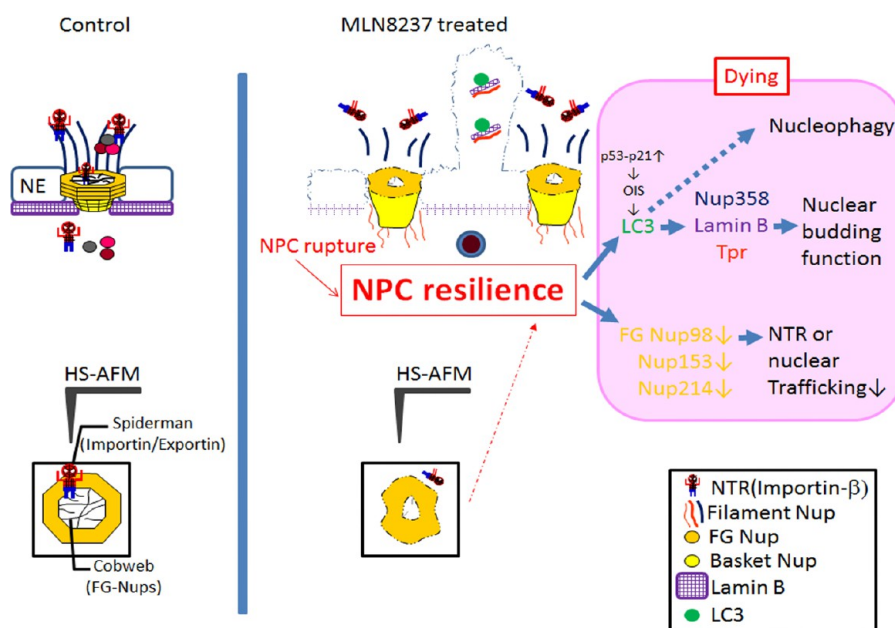 Control
NE
HS-AFM
Spiderman
(Importin/Exportin)
Cobweb
(FG-Nups)
MLN8237 treated
NPC rupture
NPC resilience
HS-AFM
Dying
Nucleophagy
p53-p21↑
↓
OIS
↓
LC3
Nup358
Lamin B
Tpr
Nuclear
budding
function
FG Nup98↓
Nup153↓
Nup214↓
NTR or
nuclear
Trafficking↓
NTR(Importin-β)
Filament Nup
FG Nup
Basket Nup
Lamin B
LC3